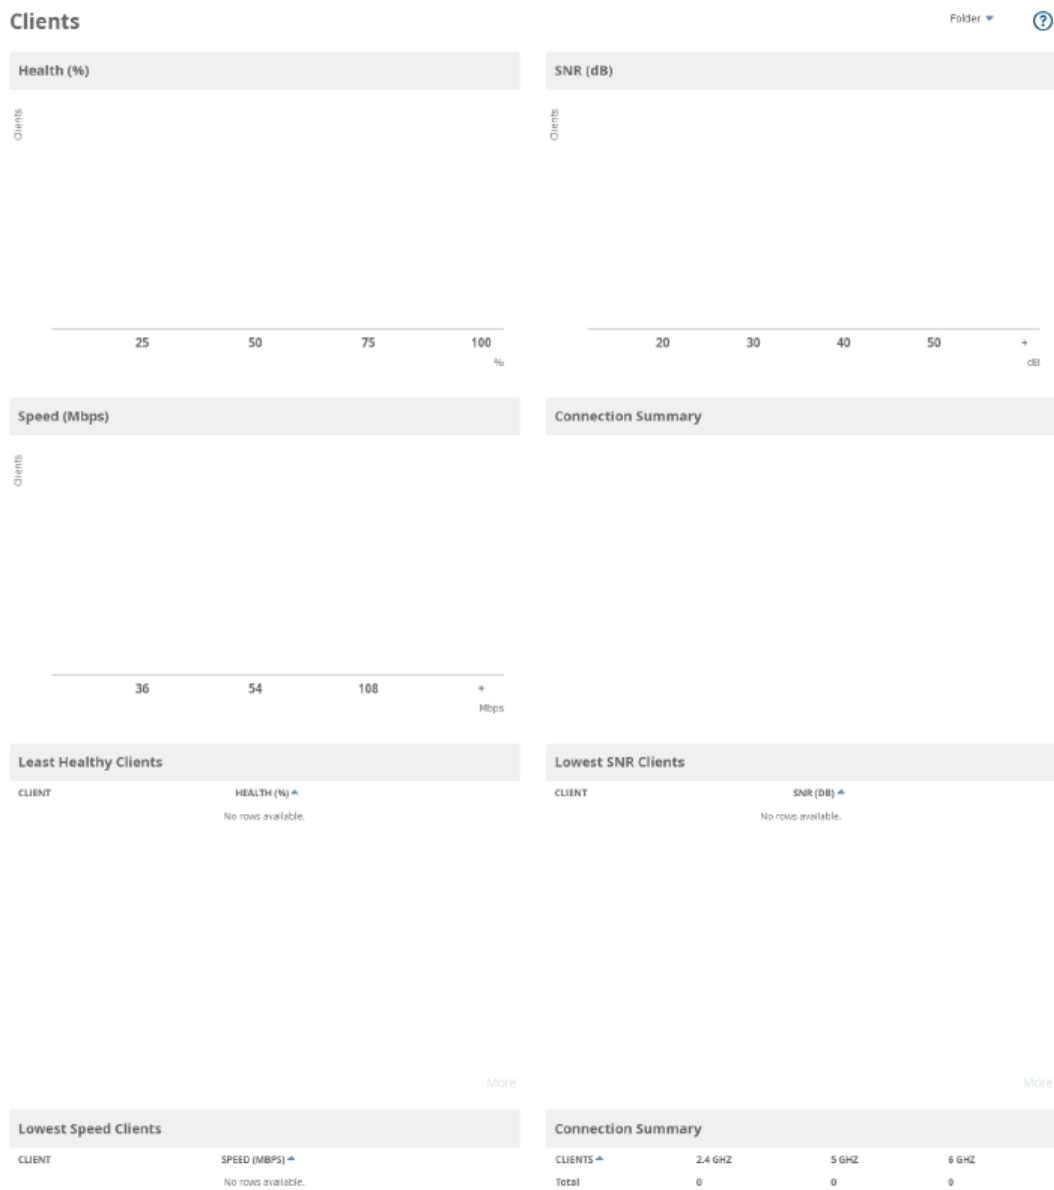 Clients
Folder
?
Health (%)
SNR (dB)
Clients
Clients
25 50 75 100
%
20 30 40 50 +
dB
Speed (Mbps)
Connection Summary
Clients
36 54 108 +
Mbps
Least Healthy Clients
CLIENT HEALTH (%)
No rows available.
More
Lowest SNR Clients
CLIENT SNR (DB)
No rows available.
More
Lowest Speed Clients
CLIENT SPEED (MBPS)
No rows available.
Connection Summary
CLIENTS 2.4 GHZ 5 GHZ 6 GHZ
Total 0 0 0